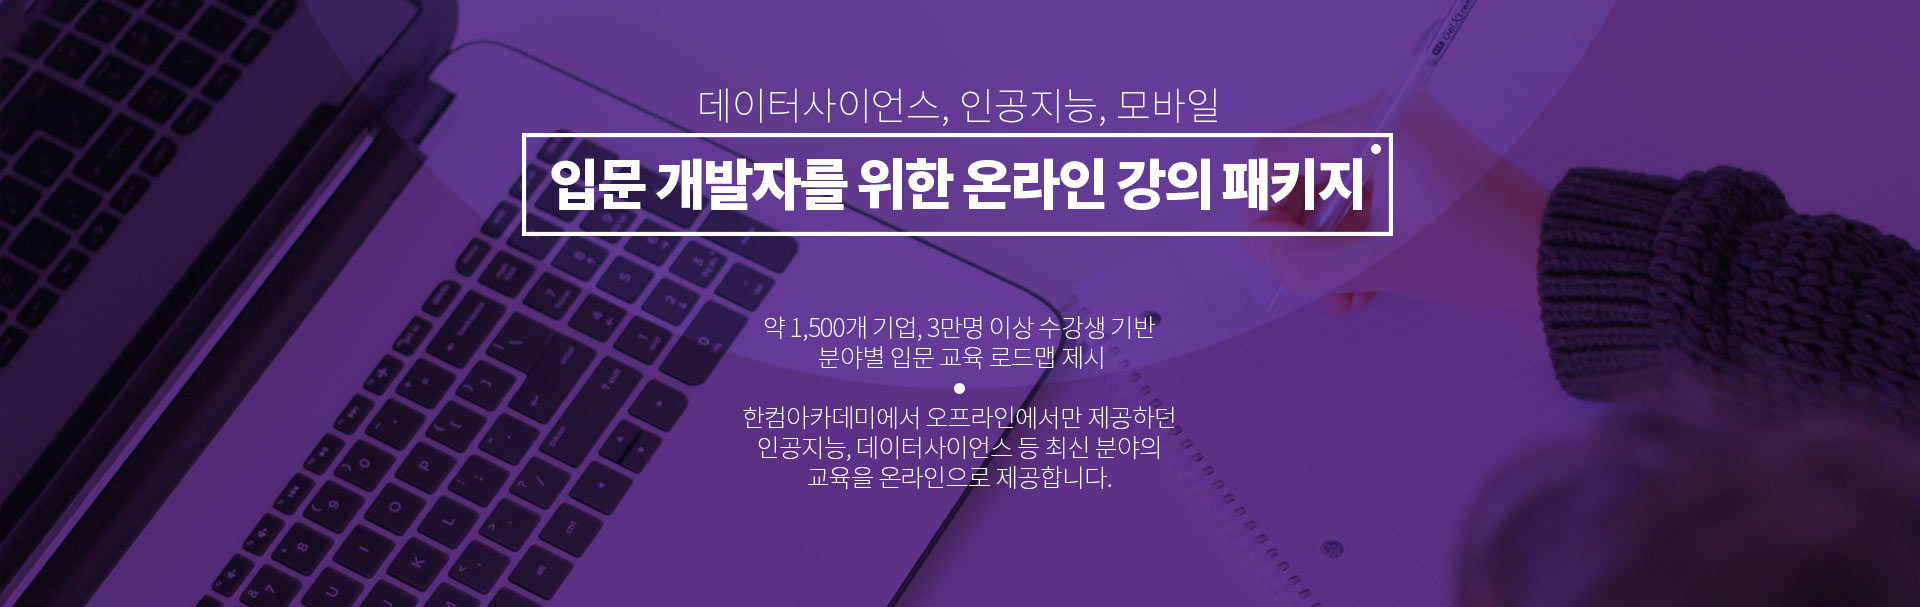 데이터사이언스, 인공지능, 모바일
입문 개발자를 위한 온라인 강의 패키지
약 1,500개 기업, 3만명 이상 수강생 기반
분야별 입문 교육 로드맵 제시
한컴아카데미에서 오프라인에서만 제공하던
인공지능, 데이터사이언스 등 최신 분야의
교육을 온라인으로 제공합니다.